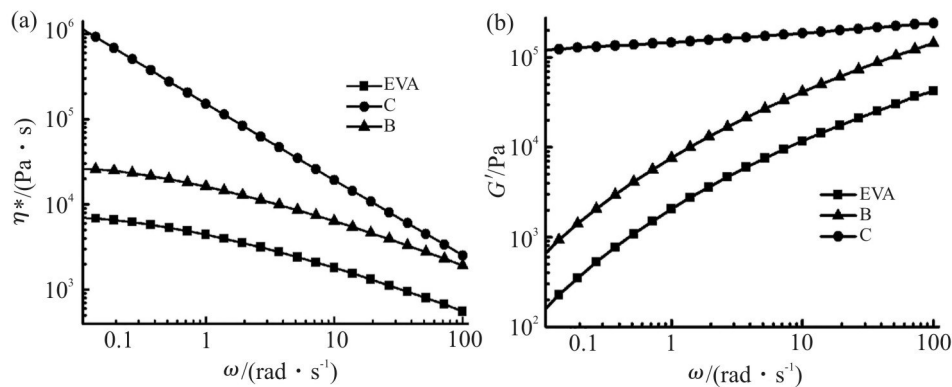 (a)
10⁶
10⁵
10⁴
10³
η*/(Pa・s)
EVA
C
B
0.1 1 10 100
ω/(rad・s⁻¹)
(b)
10⁵
10⁴
10³
10²
G′/Pa
EVA
B
C
0.1 1 10 100
ω/(rad・s⁻¹)